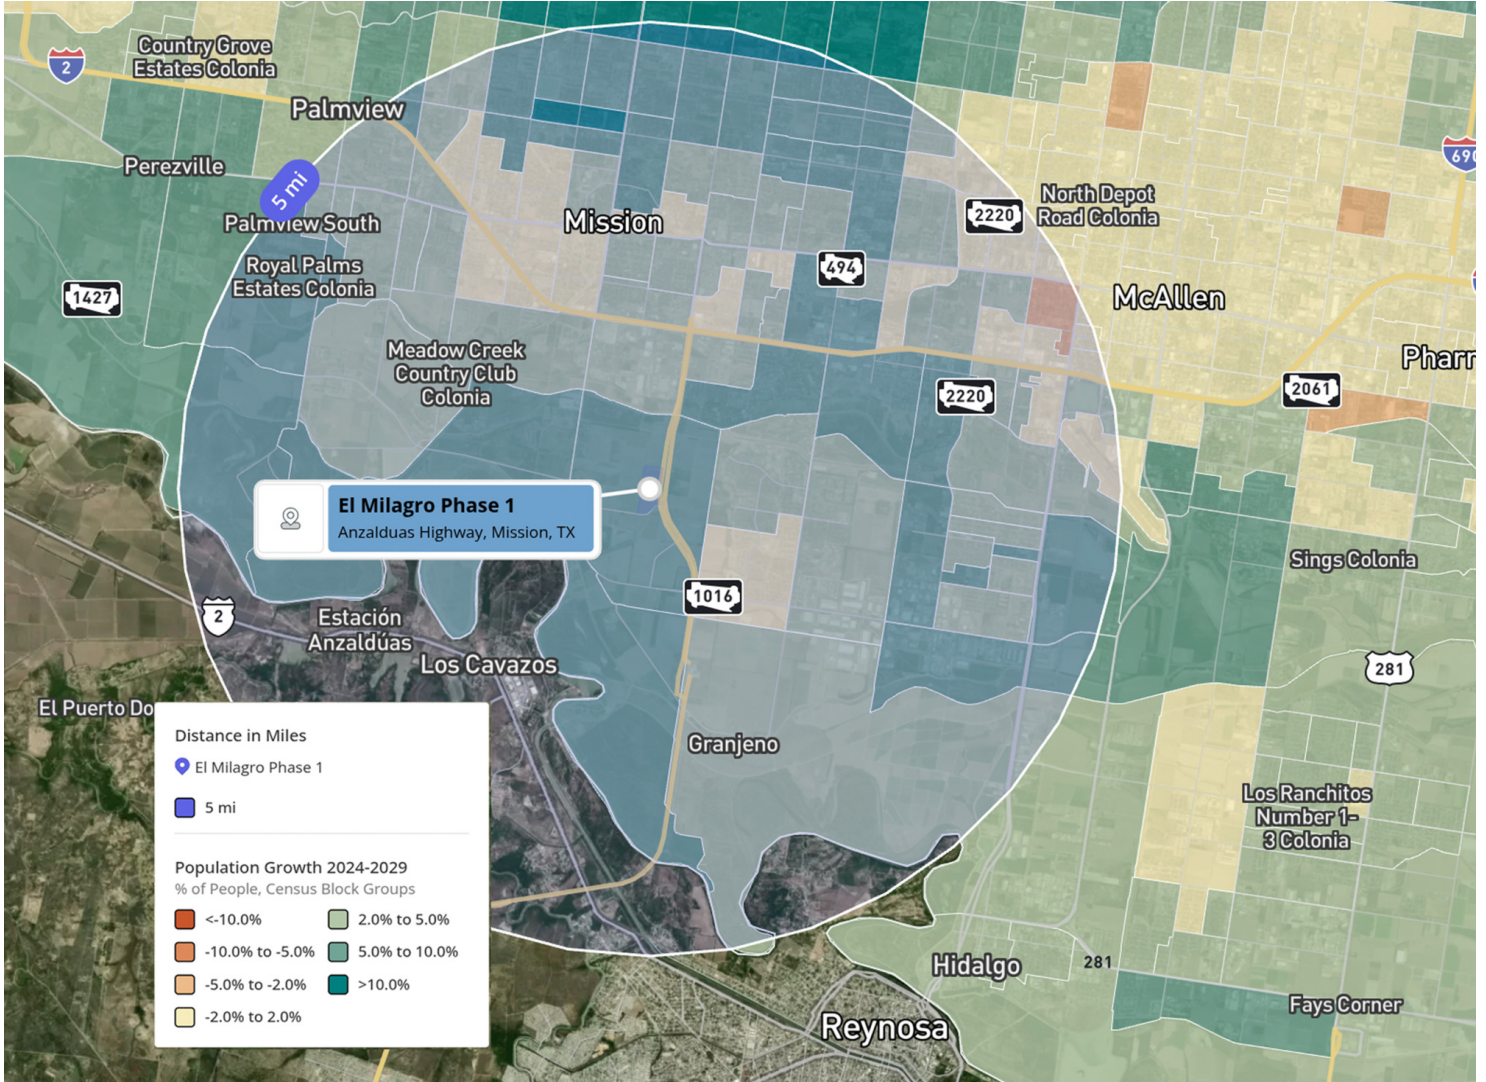 Country Grove
Estates Colonia
2
Palmview
Perezville
5 mi
Palmview South
Royal Palms
Estates Colonia
1427
Mission
494
2220
North Depot
Road Colonia
McAllen
Meadow Creek
Country Club
Colonia
2220
2061
Pharr
El Milagro Phase 1
Anzalduas Highway, Mission, TX
1016
Sings Colonia
2
Estación
Anzaldúas
Los Cavazos
281
El Puerto Do
Granjeno
Los Ranchitos
Number 1-
3 Colonia
Hidalgo
281
Fays Corner
Reynosa
Distance in Miles
El Milagro Phase 1
5 mi
Population Growth 2024-2029
% of People, Census Block Groups
<-10.0%
-10.0% to -5.0%
-5.0% to -2.0%
-2.0% to 2.0%
2.0% to 5.0%
5.0% to 10.0%
>10.0%